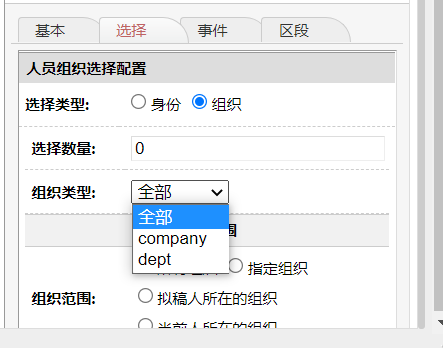 基本 选择 事件 区段
人员组织选择配置
选择类型: 身份 组织
选择数量: 0
组织类型: 全部
全部
company
dept
指定组织
组织范围: 拟稿人所在的组织
当前人所在的组织